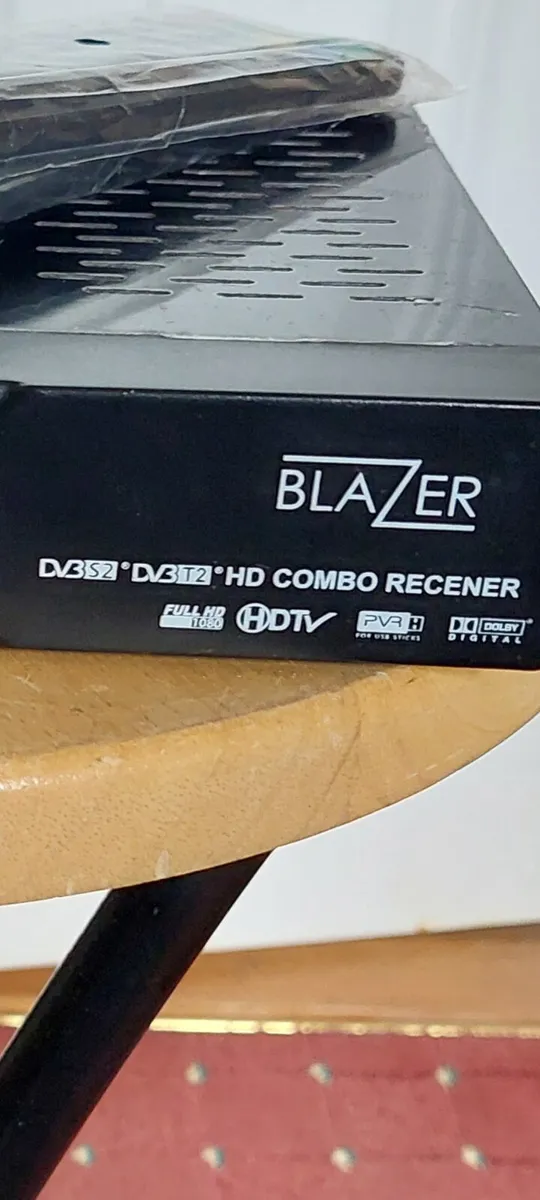 BLAZER
DVB S2 ® DVB T2 ® HD COMBO RECENER
FULL HD 1080 HDTV PVR H FOR USB STICKS DOLBY ® DIGITAL